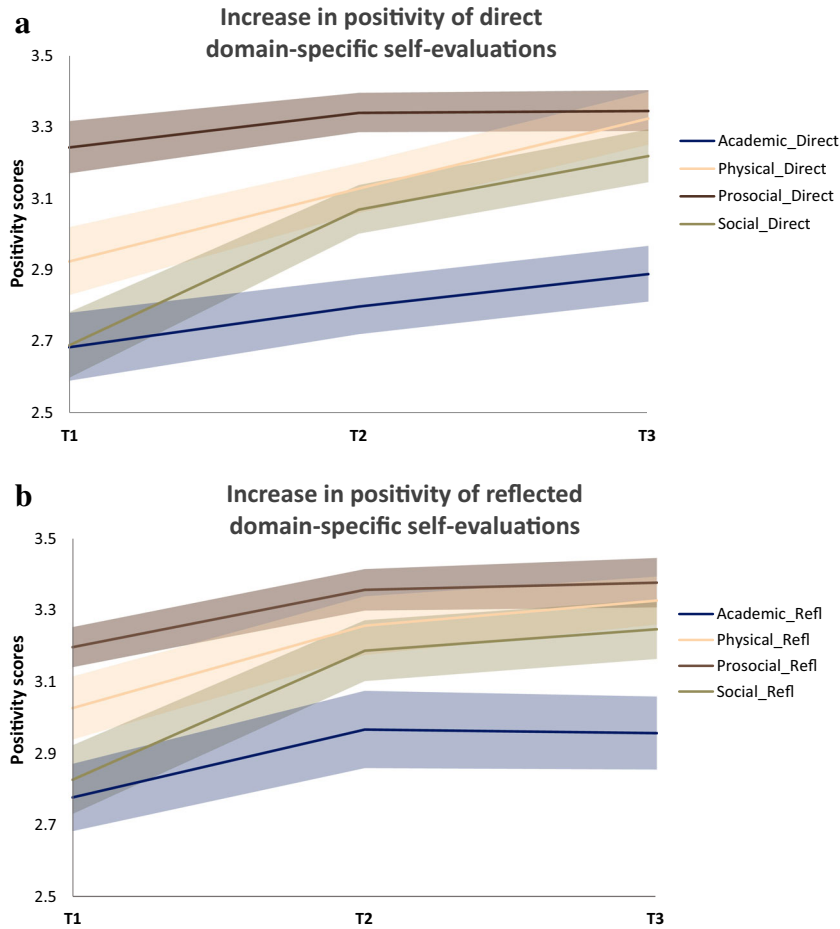 a
Increase in positivity of direct
domain-specific self-evaluations
3.5
3.3
3.1
2.9
2.7
2.5
Positivity scores
T1
T2
T3
Academic_Direct
Physical_Direct
Prosocial_Direct
Social_Direct
b
Increase in positivity of reflected
domain-specific self-evaluations
3.5
3.3
3.1
2.9
2.7
2.5
Positivity scores
T1
T2
T3
Academic_Refl
Physical_Refl
Prosocial_Refl
Social_Refl